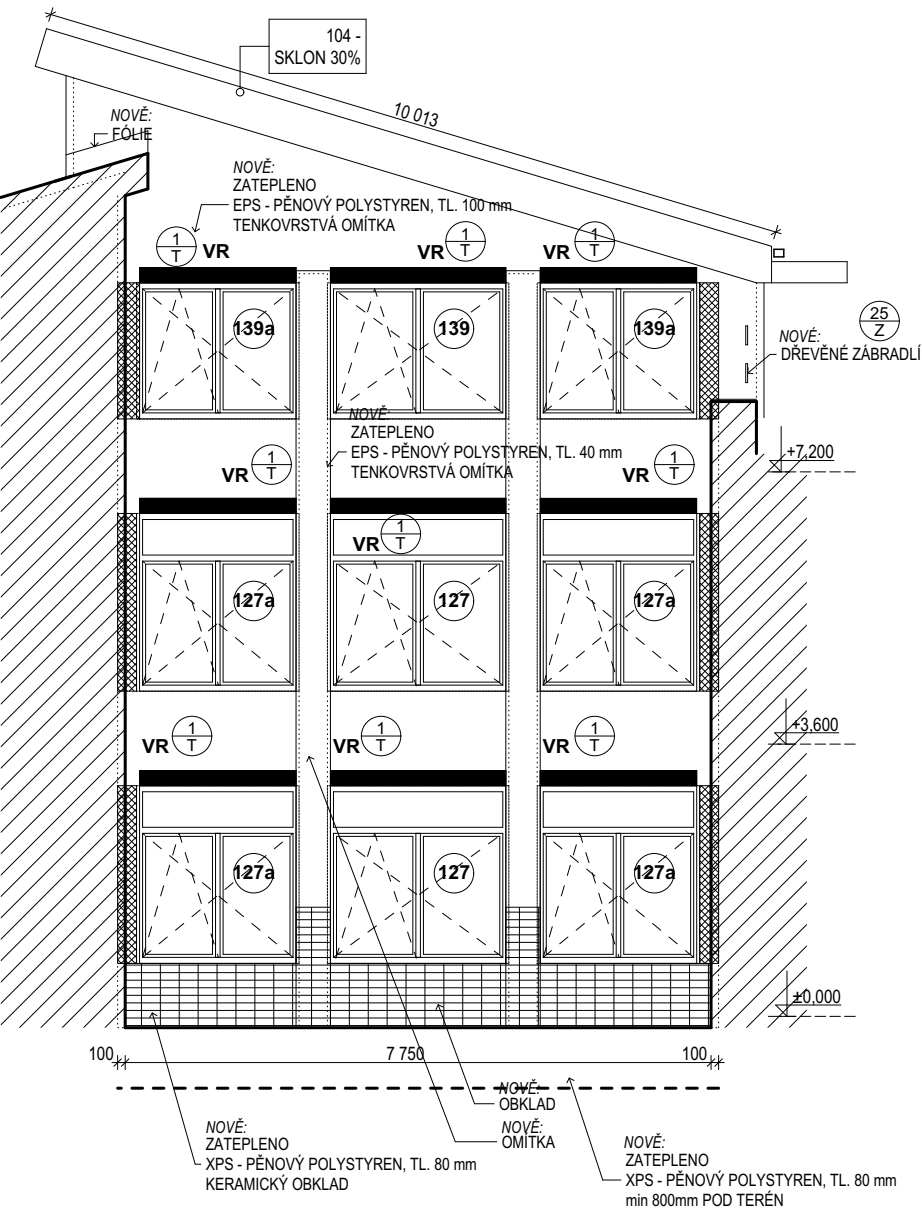 104 -
SKLON 30%
10 013
NOVĚ:
FÓLIE
NOVĚ:
ZATEPLENO
EPS - PĚNOVÝ POLYSTYREN, TL. 100 mm
TENKOVRSTVÁ OMÍTKA
1
T
VR
VR
1
T
VR
1
T
139a
139
139a
25
Z
NOVÉ:
DŘEVĚNÉ ZÁBRADLÍ
NOVĚ:
ZATEPLENO
EPS - PĚNOVÝ POLYSTYREN, TL. 40 mm
TENKOVRSTVÁ OMÍTKA
VR
1
T
VR
1
T
+7,200
VR
1
T
127a
127
127a
VR
1
T
VR
1
T
VR
1
T
+3,600
127a
127
127a
±0,000
100
7 750
100
NOVĚ:
OBKLAD
NOVĚ:
OMÍTKA
NOVĚ:
ZATEPLENO
XPS - PĚNOVÝ POLYSTYREN, TL. 80 mm
KERAMICKÝ OBKLAD
NOVĚ:
ZATEPLENO
XPS - PĚNOVÝ POLYSTYREN, TL. 80 mm
min 800mm POD TERÉN